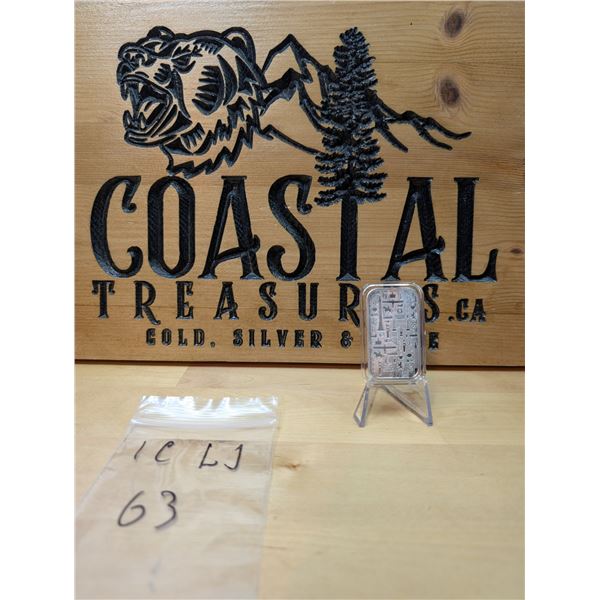 COASTAL
TREASURES.CA
GOLD, SILVER &
1C LJ
63